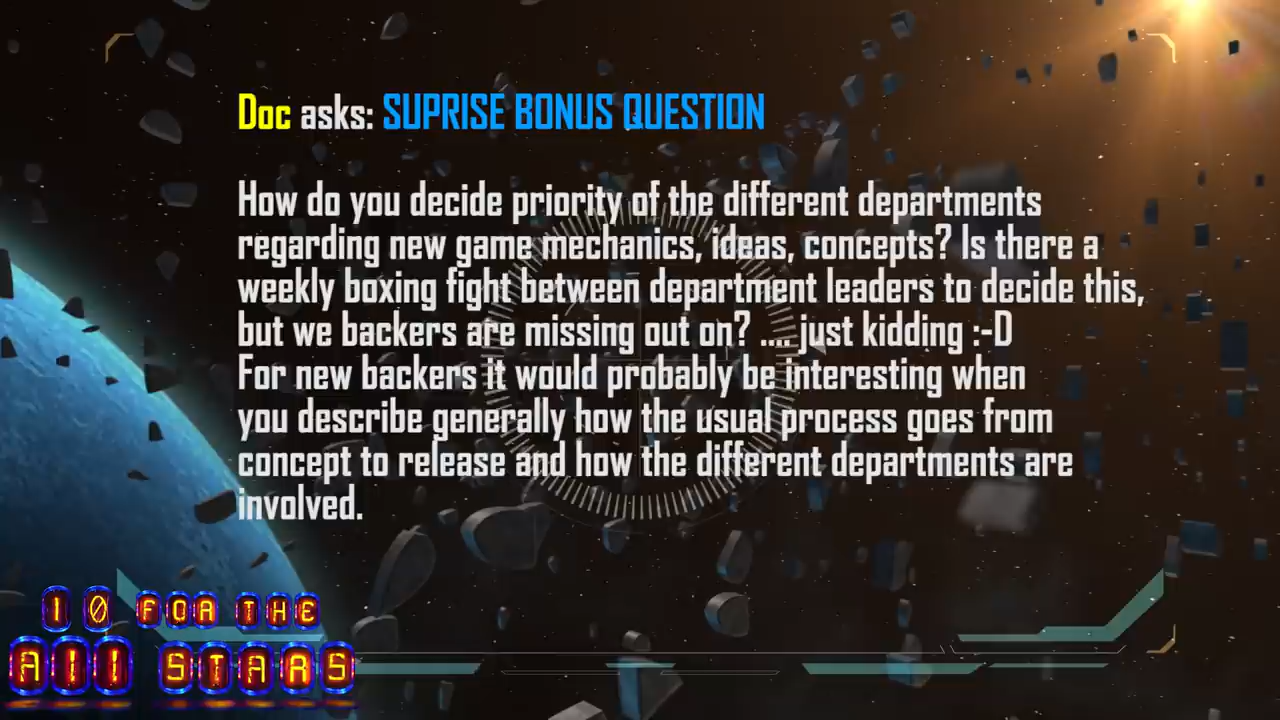 Doc asks: SUPRISE BONUS QUESTION
How do you decide priority of the different departments
regarding new game mechanics, ideas, concepts? Is there a
weekly boxing fight between department leaders to decide this,
but we backers are missing out on? .... just kidding :-D
For new backers it would probably be interesting when
you describe generally how the usual process goes from
concept to release and how the different departments are
involved.
10 FOR THE
All STARS